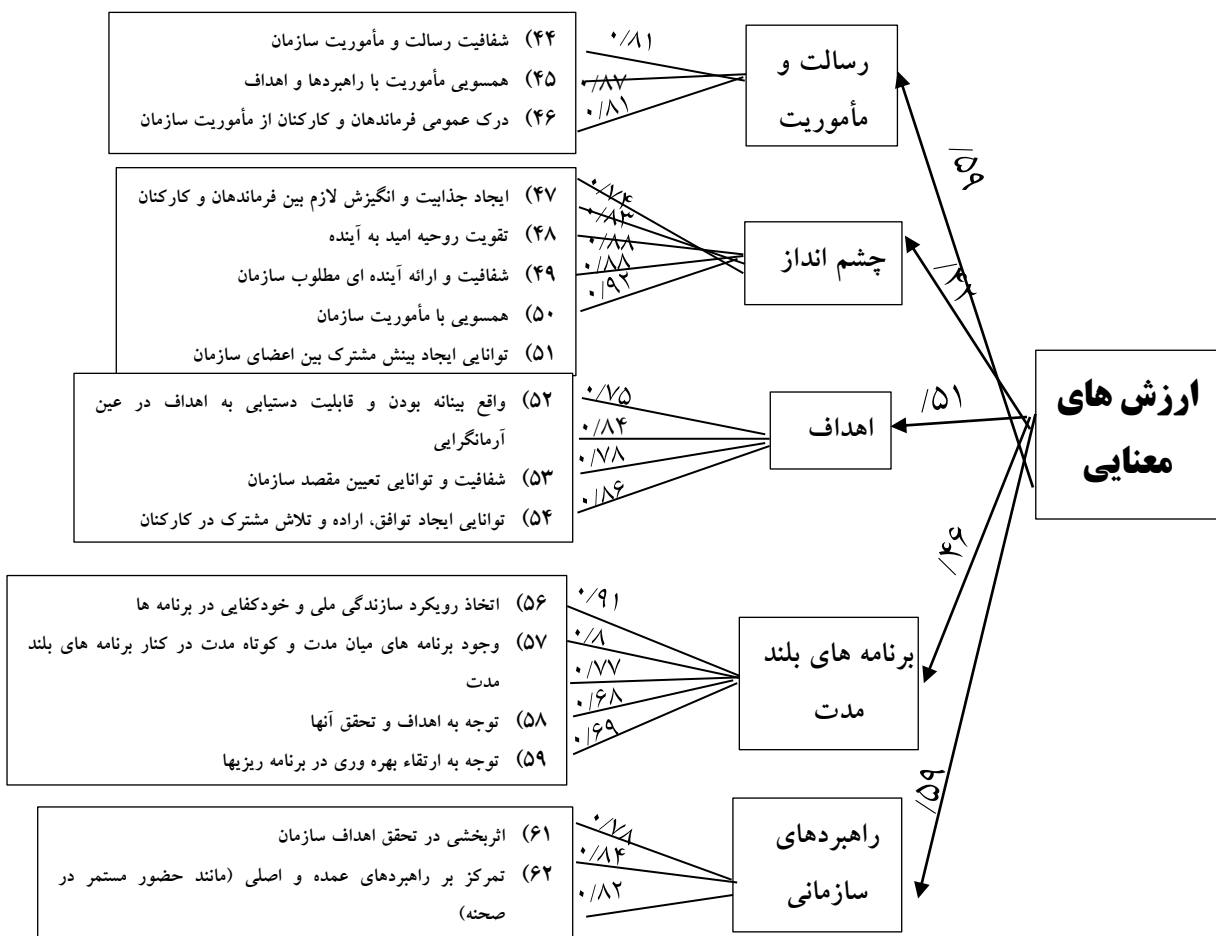 ارزش های
معنایی
رسالت و
مأموریت
چشم انداز
اهداف
برنامه های بلند
مدت
راهبردهای
سازمانی
/۵۹
/۵۱
/۴۶
/۵۹
۴۴) شفافیت رسالت و مأموریت سازمان
۴۵) همسویی مأموریت با راهبردها و اهداف
۴۶) درک عمومی فرماندهان و کارکنان از مأموریت سازمان
۰/۸۱
۰/۸۷
۰/۸۱
۴۷) ایجاد جذابیت و انگیزش لازم بین فرماندهان و کارکنان
۴۸) تقویت روحیه امید به آینده
۴۹) شفافیت و ارائه آینده ای مطلوب سازمان
۵۰) همسویی با مأموریت سازمان
۵۱) توانایی ایجاد بینش مشترک بین اعضای سازمان
۰/۷۴
۰/۸۳
۰/۸۸
۰/۸۸
۰/۹۲
۵۲) واقع بینانه بودن و قابلیت دستیابی به اهداف در عین
آرمانگرایی
۵۳) شفافیت و توانایی تعیین مقصد سازمان
۵۴) توانایی ایجاد توافق، اراده و تلاش مشترک در کارکنان
۰/۷۵
۰/۸۴
۰/۷۸
۰/۸۶
۵۶) اتخاذ رویکرد سازندگی ملی و خودکفایی در برنامه ها
۵۷) وجود برنامه های میان مدت و کوتاه مدت در کنار برنامه های بلند
مدت
۵۸) توجه به اهداف و تحقق آنها
۵۹) توجه به ارتقاء بهره وری در برنامه ریزیها
۰/۹۱
۰/۸
۰/۷۷
۰/۶۸
۰/۶۹
۶۱) اثربخشی در تحقق اهداف سازمان
۶۲) تمرکز بر راهبردهای عمده و اصلی (مانند حضور مستمر در
صحنه)
۰/۷۸
۰/۸۴
۰/۸۲